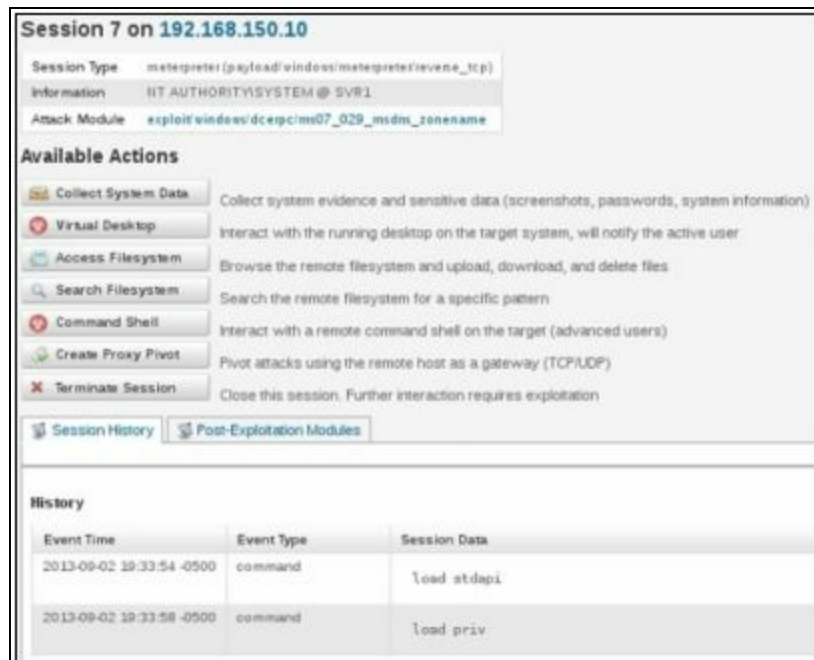 Session 7 on 192.168.150.10
Session Type meterpreter (payload/windows/meterpreter/reverse_tcp)
Information NT AUTHORITY\SYSTEM @ SVR1
Attack Module exploit/windows/dcerpc/ms07_029_msdns_zonename
Available Actions
Collect System Data Collect system evidence and sensitive data (screenshots, passwords, system information)
Virtual Desktop Interact with the running desktop on the target system, will notify the active user
Access Filesystem Browse the remote filesystem and upload, download, and delete files
Search Filesystem Search the remote filesystem for a specific pattern
Command Shell Interact with a remote command shell on the target (advanced users)
Create Proxy Pivot Pivot attacks using the remote host as a gateway (TCP/UDP)
Terminate Session Close this session. Further interaction requires exploitation
Session History Post-Exploitation Modules
History
Event Time Event Type Session Data
2013-09-02 19:33:54 -0500 command load stdapi
2013-09-02 19:33:58 -0500 command load priv